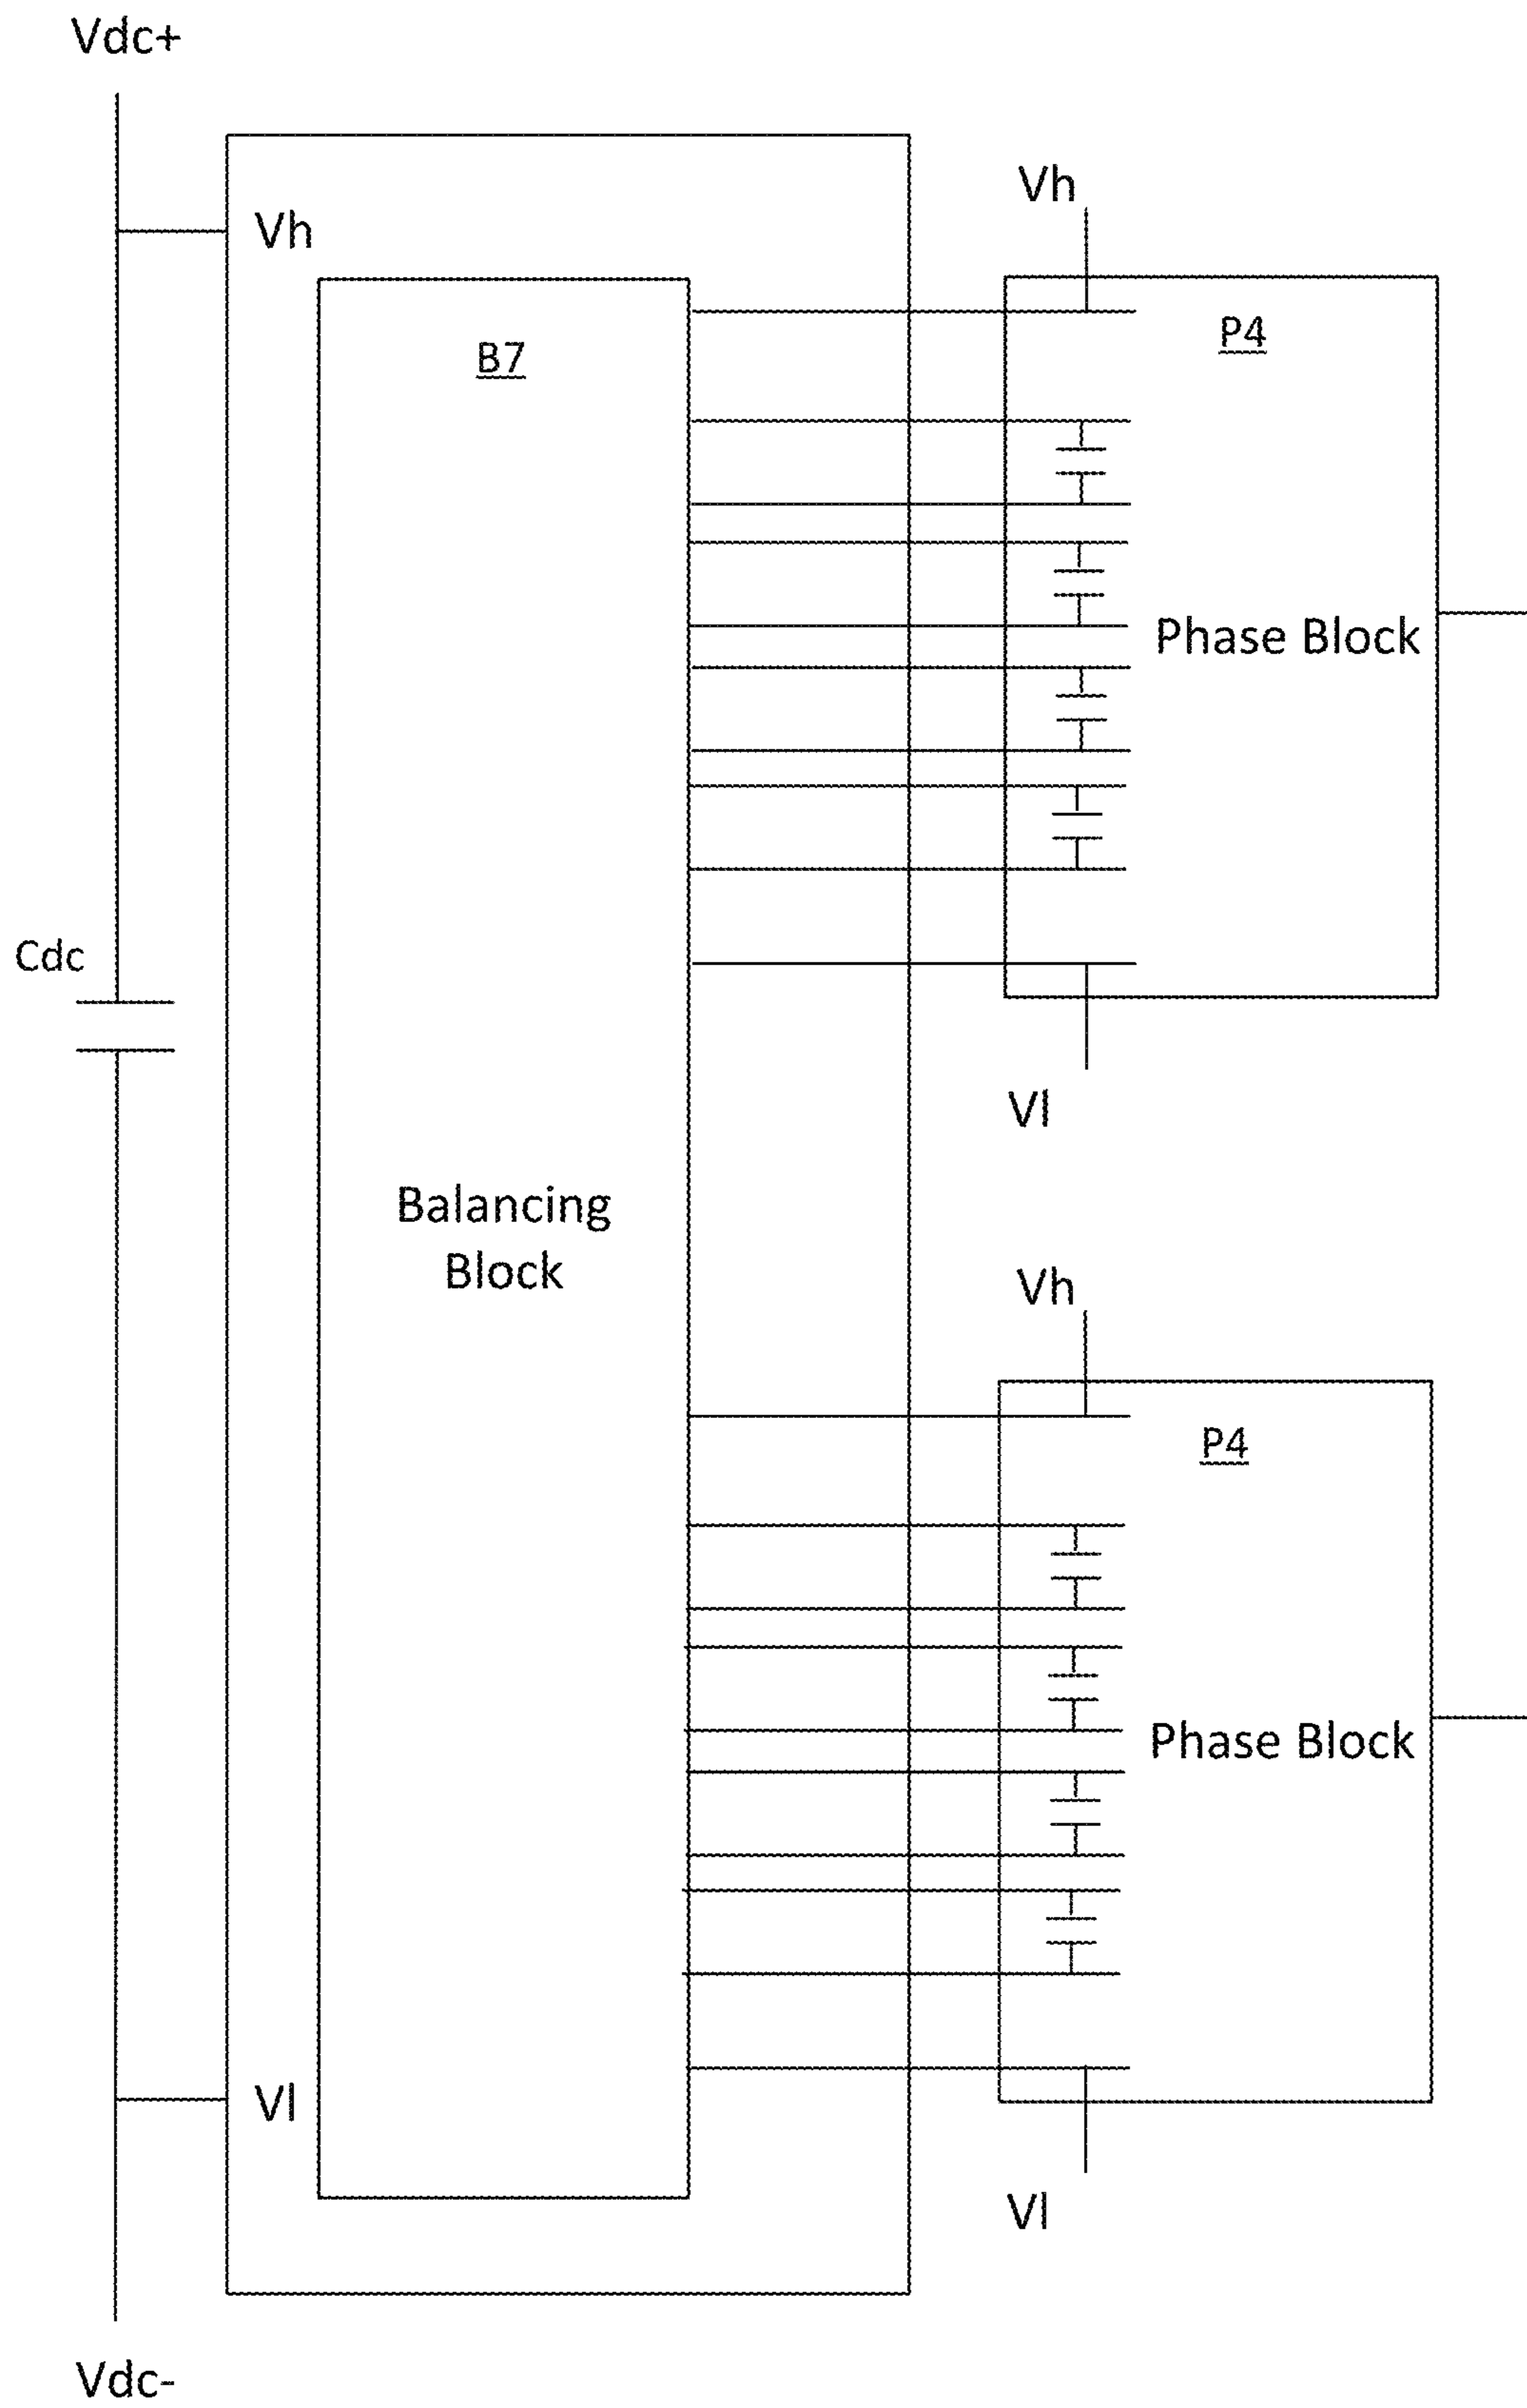 Vdc+
Vh
Vh
B7
P4
Phase Block
Cdc
Vl
Balancing
Block
Vh
P4
Phase Block
Vl
Vl
Vdc-